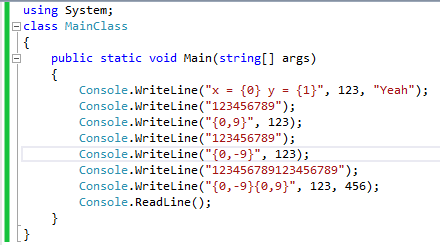 using System;
class MainClass
{
    public static void Main(string[] args)
    {
        Console.WriteLine("x = {0} y = {1}", 123, "Yeah");
        Console.WriteLine("123456789");
        Console.WriteLine("{0,9}", 123);
        Console.WriteLine("123456789");
        Console.WriteLine("{0,-9}", 123);
        Console.WriteLine("123456789123456789");
        Console.WriteLine("{0,-9}{0,9}", 123, 456);
        Console.ReadLine();
    }
}